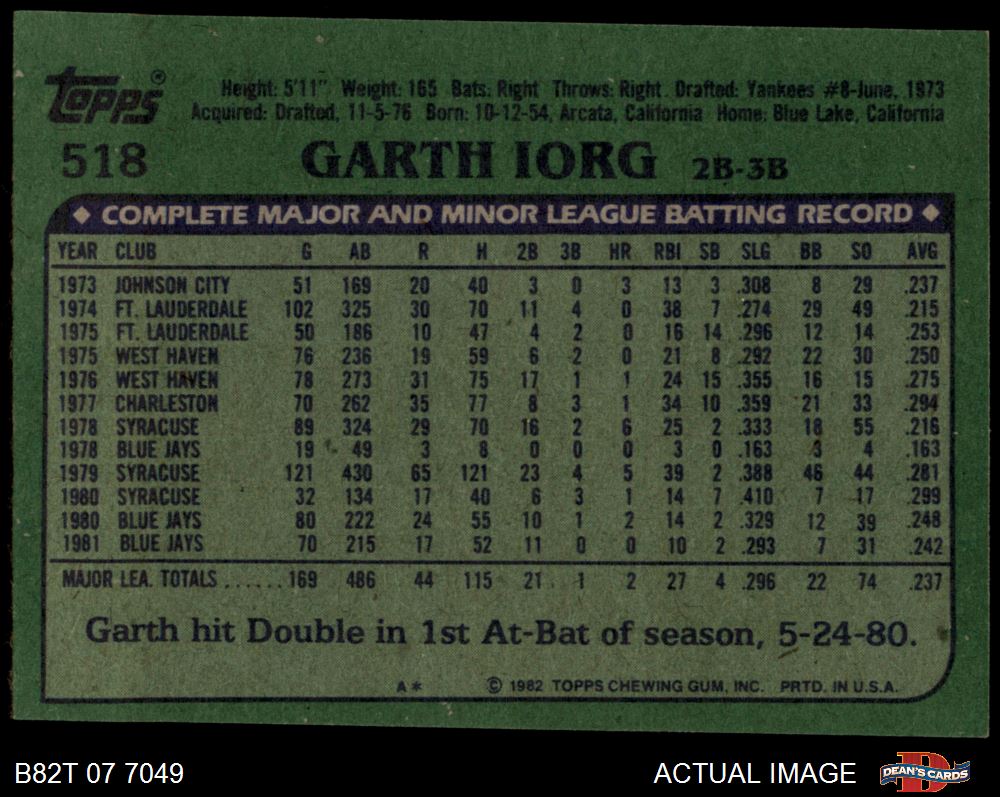 Topps® Height: 5'11" Weight: 165 Bats: Right Throws: Right Drafted: Yankees #8-June, 1973
Acquired: Drafted, 11-5-76 Born: 10-12-54, Arcata, California Home: Blue Lake, California
518 GARTH IORG 2B-3B
◆ COMPLETE MAJOR AND MINOR LEAGUE BATTING RECORD ◆
YEAR CLUB G AB R H 2B 3B HR RBI SB SLG BB SO AVG
1973 JOHNSON CITY 51 169 20 40 3 0 3 13 3 .308 8 29 .237
1974 FT. LAUDERDALE 102 325 30 70 11 4 0 38 7 .274 29 49 .215
1975 FT. LAUDERDALE 50 186 10 47 4 2 0 16 14 .296 12 14 .253
1975 WEST HAVEN 76 236 19 59 6 2 0 21 8 .292 22 30 .250
1976 WEST HAVEN 78 273 31 75 17 1 1 24 15 .355 16 15 .275
1977 CHARLESTON 70 262 35 77 8 3 1 34 10 .359 21 33 .294
1978 SYRACUSE 89 324 29 70 16 2 6 25 2 .333 18 55 .216
1978 BLUE JAYS 19 49 3 8 0 0 0 3 0 .163 3 4 .163
1979 SYRACUSE 121 430 65 121 23 4 5 39 2 .388 46 44 .281
1980 SYRACUSE 32 134 17 40 6 3 1 14 7 .410 7 17 .299
1980 BLUE JAYS 80 222 24 55 10 1 2 14 2 .329 12 39 .248
1981 BLUE JAYS 70 215 17 52 11 0 0 10 2 .293 7 31 .242
MAJOR LEA. TOTALS ...... 169 486 44 115 21 1 2 27 4 .296 22 74 .237
Garth hit Double in 1st At-Bat of season, 5-24-80.
A* © 1982 TOPPS CHEWING GUM, INC. PRTD. IN U.S.A.
B82T 07 7049 ACTUAL IMAGE DEAN'S CARDS